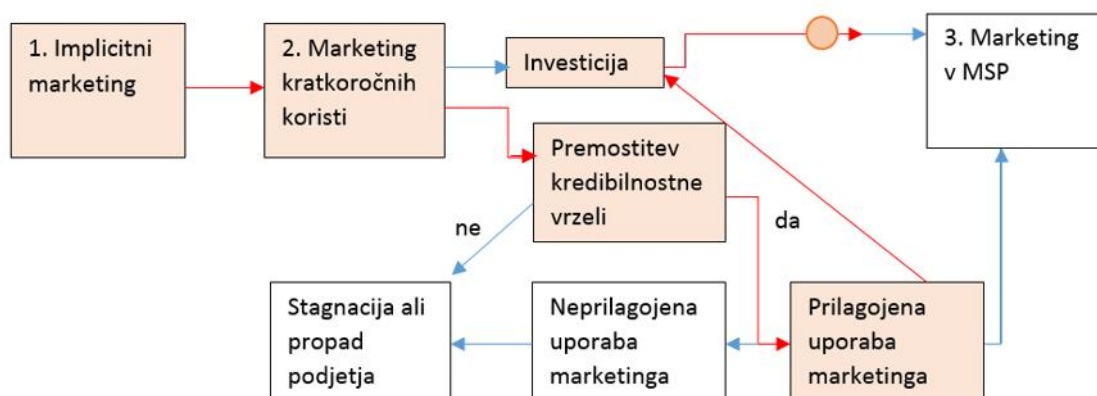 1. Implicitni
marketing
2. Marketing
kratkoročnih
koristi
Investicija
3. Marketing
v MSP
Premostitev
kredibilnostne
vrzeli
ne
da
Stagnacija ali
propad
podjetja
Neprilagojena
uporaba
marketinga
Prilagojena
uporaba
marketinga